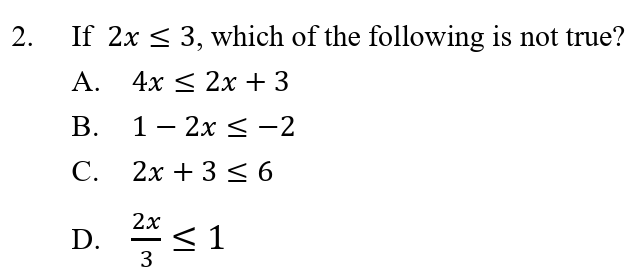 2. If 2x ≤ 3, which of the following is not true?
A. 4x ≤ 2x + 3
B. 1 − 2x ≤ −2
C. 2x + 3 ≤ 6
D. 2x/3 ≤ 1